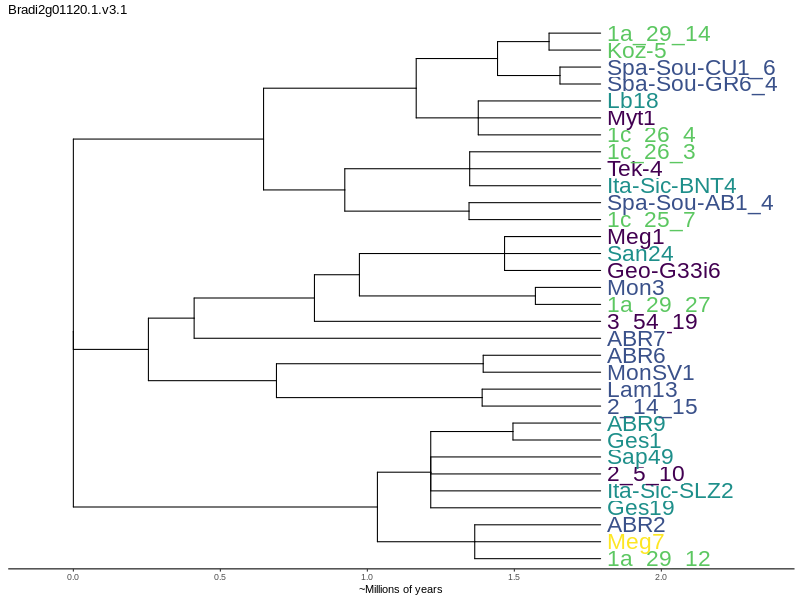 Bradi2g01120.1.v3.1
1a_29_14
Koz-5
Spa-Sou-CU1_6
Spa-Sou-GR6_4
Lb18
Myt1
1c_26_4
1c_26_3
Tek-4
Ita-Sic-BNT4
Spa-Sou-AB1_4
1c_25_7
Meg1
San24
Geo-G33i6
Mon3
1a_29_27
3_54_19
ABR7
ABR6
MonSV1
Lam13
2_14_15
ABR9
Ges1
Sap49
2_5_10
Ita-Sic-SLZ2
Ges19
ABR2
Meg7
1a_29_12
0.0 0.5 1.0 1.5 2.0
~Millions of years